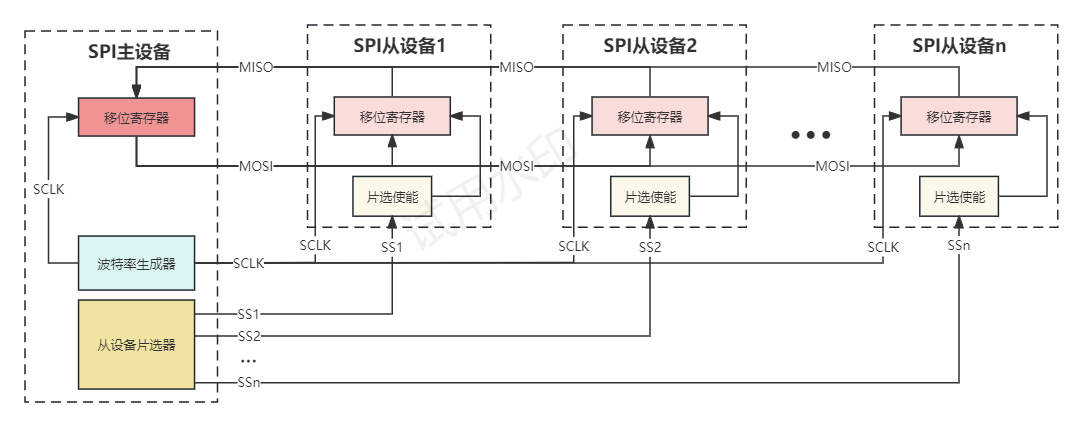 SPI主设备
SPI从设备1
SPI从设备2
SPI从设备n
MISO
MISO
MISO
移位寄存器
移位寄存器
移位寄存器
移位寄存器
MOSI
MOSI
MOSI
SCLK
片选使能
片选使能
片选使能
SCLK
SS1
SCLK
SS2
SCLK
SSn
波特率生成器
SCLK
从设备片选器
SS1
SS2
...
SSn
试用水印